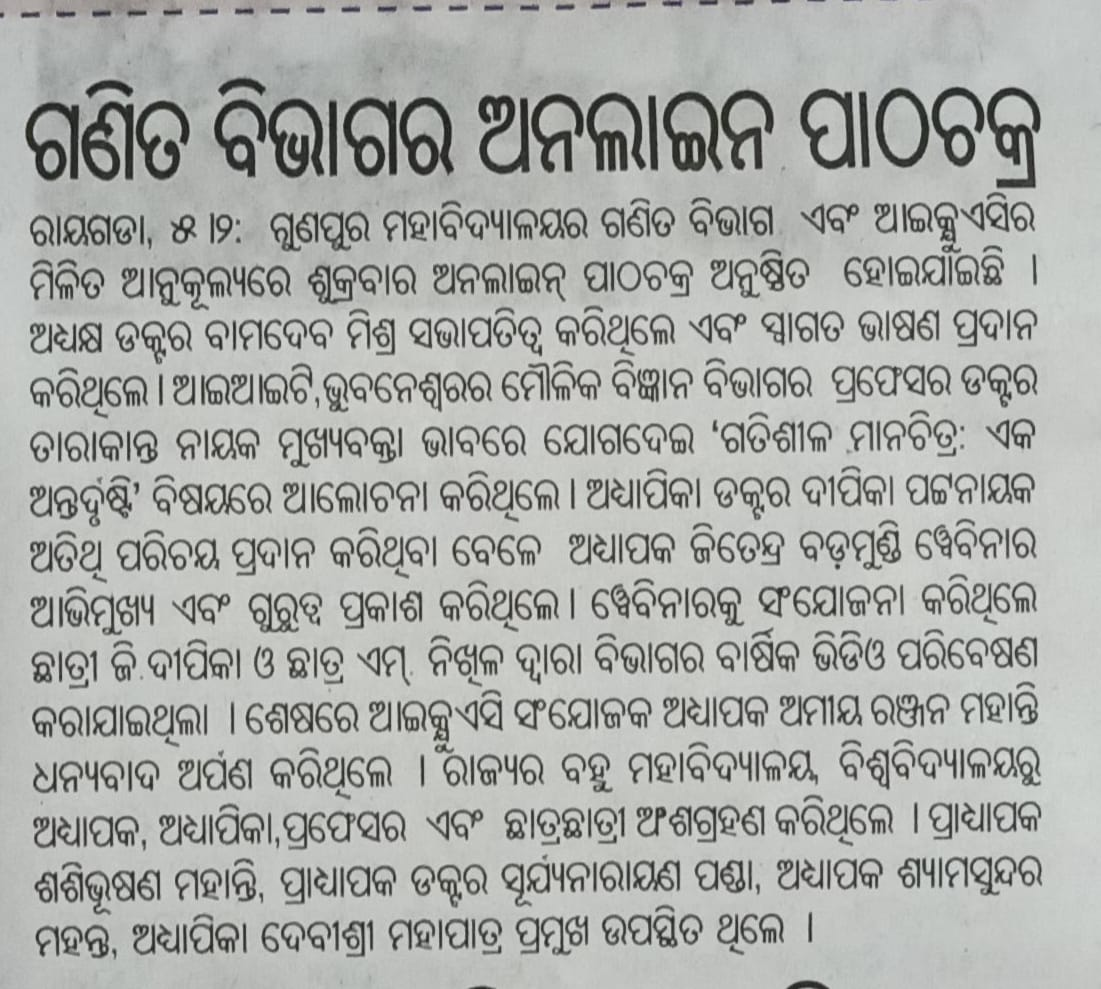 ଗଣିତ ବିଭାଗର ଅନଲାଇନ ପାଠଚକ୍ର
ରାୟଗଡା, ୫।୨: ଗୁଣପୁର ମହାବିଦ୍ୟାଳୟର ଗଣିତ ବିଭାଗ ଏବଂ ଆଇକ୍ୟୁଏସିର
ମିଳିତ ଆନୁକୂଲ୍ୟରେ ଶୁକ୍ରବାର ଅନଲାଇନ୍ ପାଠଚକ୍ର ଅନୁଷ୍ଠିତ ହୋଇଯାଇଛି ।
ଅଧ୍ୟକ୍ଷ ଡକ୍ଟର ବାମଦେବ ମିଶ୍ର ସଭାପତିତ୍ୱ କରିଥିଲେ ଏବଂ ସ୍ୱାଗତ ଭାଷଣ ପ୍ରଦାନ
କରିଥିଲେ । ଆଇଆଇଟି,ଭୁବନେଶ୍ୱରର ମୌଳିକ ବିଜ୍ଞାନ ବିଭାଗର ପ୍ରଫେସର ଡକ୍ଟର
ତାରାକାନ୍ତ ନାୟକ ମୁଖ୍ୟବକ୍ତା ଭାବରେ ଯୋଗଦେଇ ‘ଗତିଶୀଳ ମାନଚିତ୍ର: ଏକ
ଅନ୍ତର୍ଦୃଷ୍ଟି’ ବିଷୟରେ ଆଲୋଚନା କରିଥିଲେ । ଅଧ୍ୟାପିକା ଡକ୍ଟର ଦୀପିକା ପଟ୍ଟନାୟକ
ଅତିଥି ପରିଚୟ ପ୍ରଦାନ କରିଥିବା ବେଳେ ଅଧ୍ୟାପକ ଜିତେନ୍ଦ୍ର ବଡ଼ମୁଣ୍ଡି ୱେବିନାର
ଆଭିମୁଖ୍ୟ ଏବଂ ଗୁରୁତ୍ୱ ପ୍ରକାଶ କରିଥିଲେ । ୱେବିନାରକୁ ସଂଯୋଜନା କରିଥିଲେ
ଛାତ୍ରୀ ଜି.ଦୀପିକା ଓ ଛାତ୍ର ଏମ୍. ନିଖିଳ ଦ୍ୱାରା ବିଭାଗର ବାର୍ଷିକ ଭିଡିଓ ପରିବେଷଣ
କରାଯାଇଥିଲା । ଶେଷରେ ଆଇକ୍ୟୁଏସି ସଂଯୋଜକ ଅଧ୍ୟାପକ ଅମୀୟ ରଞ୍ଜନ ମହାନ୍ତି
ଧନ୍ୟବାଦ ଅର୍ପଣ କରିଥିଲେ । ରାଜ୍ୟର ବହୁ ମହାବିଦ୍ୟାଳୟ, ବିଶ୍ୱବିଦ୍ୟାଳୟରୁ
ଅଧ୍ୟାପକ, ଅଧ୍ୟାପିକା,ପ୍ରଫେସର ଏବଂ ଛାତ୍ରଛାତ୍ରୀ ଅଂଶଗ୍ରହଣ କରିଥିଲେ । ପ୍ରାଧ୍ୟାପକ
ଶଶିଭୂଷଣ ମହାନ୍ତି, ପ୍ରାଧ୍ୟାପକ ଡକ୍ଟର ସୂର୍ଯ୍ୟନାରାୟଣ ପଣ୍ଡା, ଅଧ୍ୟାପକ ଶ୍ୟାମସୁନ୍ଦର
ମହନ୍ତ, ଅଧ୍ୟାପିକା ଦେବୀଶ୍ରୀ ମହାପାତ୍ର ପ୍ରମୁଖ ଉପସ୍ଥିତ ଥିଲେ ।